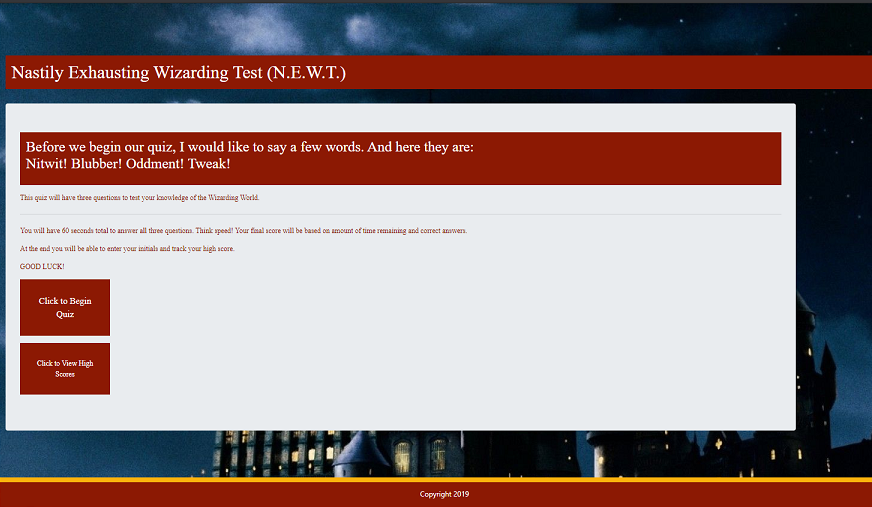 Nastily Exhausting Wizarding Test (N.E.W.T.)
Before we begin our quiz, I would like to say a few words. And here they are:
Nitwit! Blubber! Oddment! Tweak!
This quiz will have three questions to test your knowledge of the Wizarding World.
You will have 60 seconds total to answer all three questions. Think speed! Your final score will be based on amount of time remaining and correct answers.
At the end you will be able to enter your initials and track your high score.
GOOD LUCK!
Click to Begin
Quiz
Click to View High
Scores
Copyright 2019